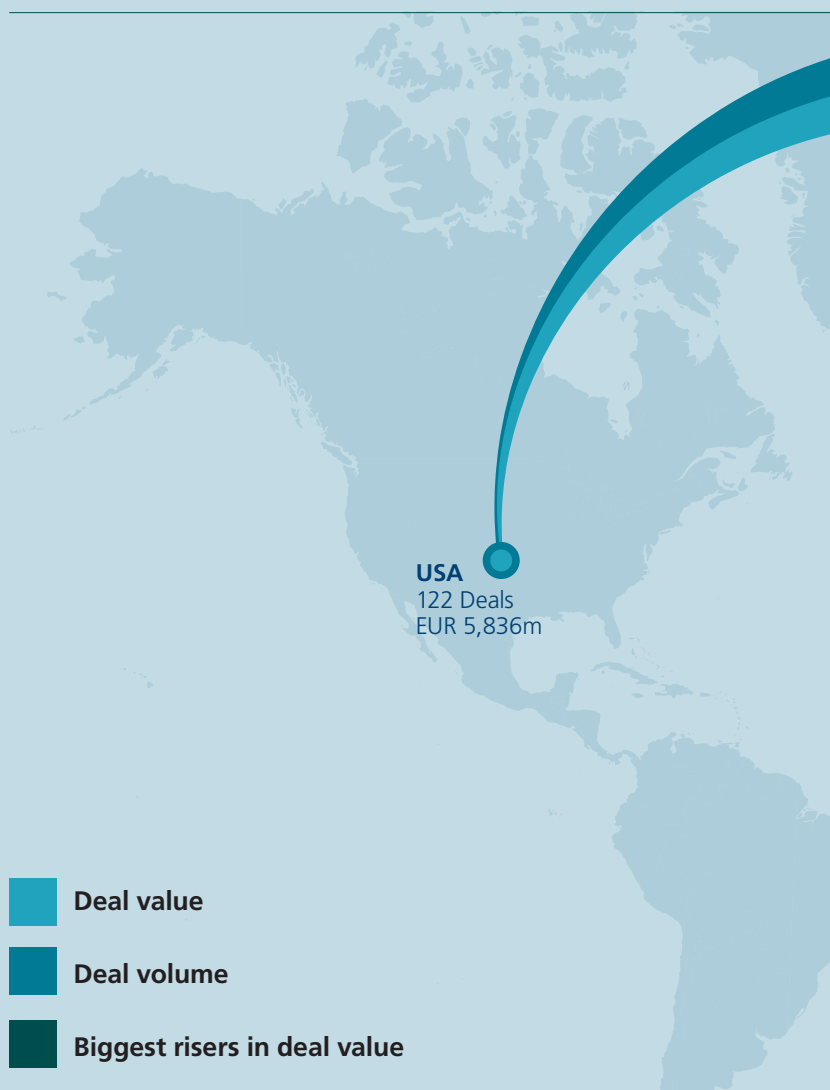 USA
122 Deals
EUR 5,836m
Deal value
Deal volume
Biggest risers in deal value